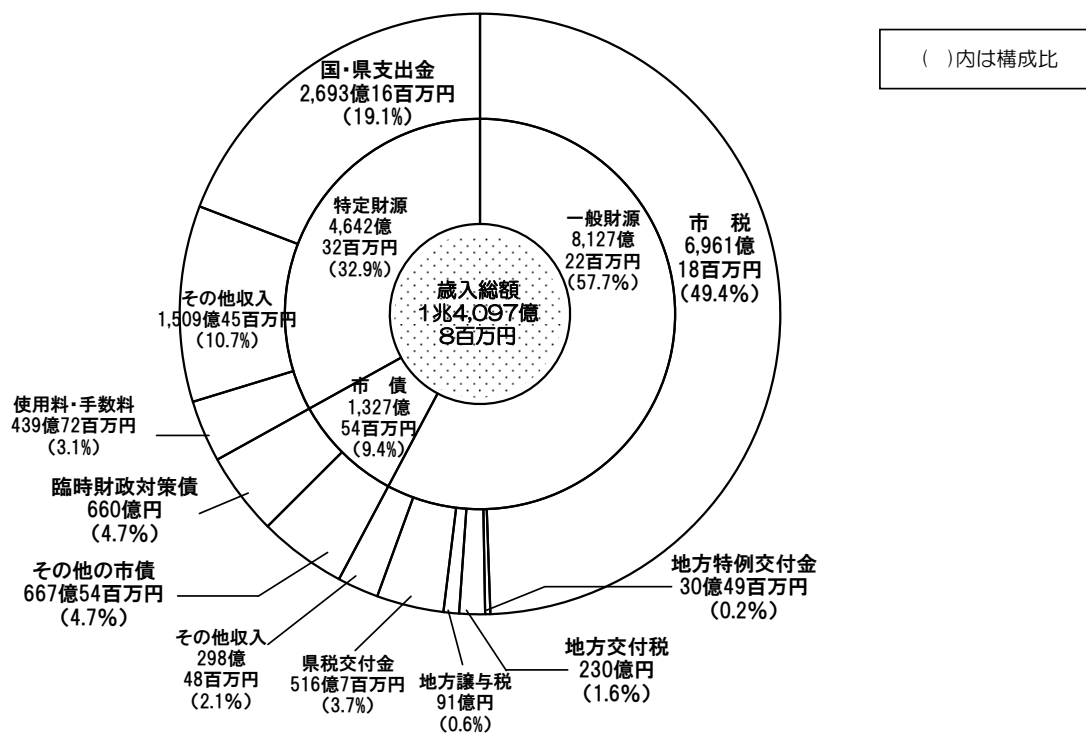 (　)内は構成比
国・県支出金
2,693億16百万円
(19.1%)
特定財源
4,642億
32百万円
(32.9%)
一般財源
8,127億
22百万円
(57.7%)
市　税
6,961億
18百万円
(49.4%)
歳入総額
1兆4,097億
8百万円
その他収入
1,509億45百万円
(10.7%)
市　債
1,327億
54百万円
(9.4%)
使用料・手数料
439億72百万円
(3.1%)
臨時財政対策債
660億円
(4.7%)
その他の市債
667億54百万円
(4.7%)
その他収入
298億
48百万円
(2.1%)
県税交付金
516億7百万円
(3.7%)
地方譲与税
91億円
(0.6%)
地方交付税
230億円
(1.6%)
地方特例交付金
30億49百万円
(0.2%)